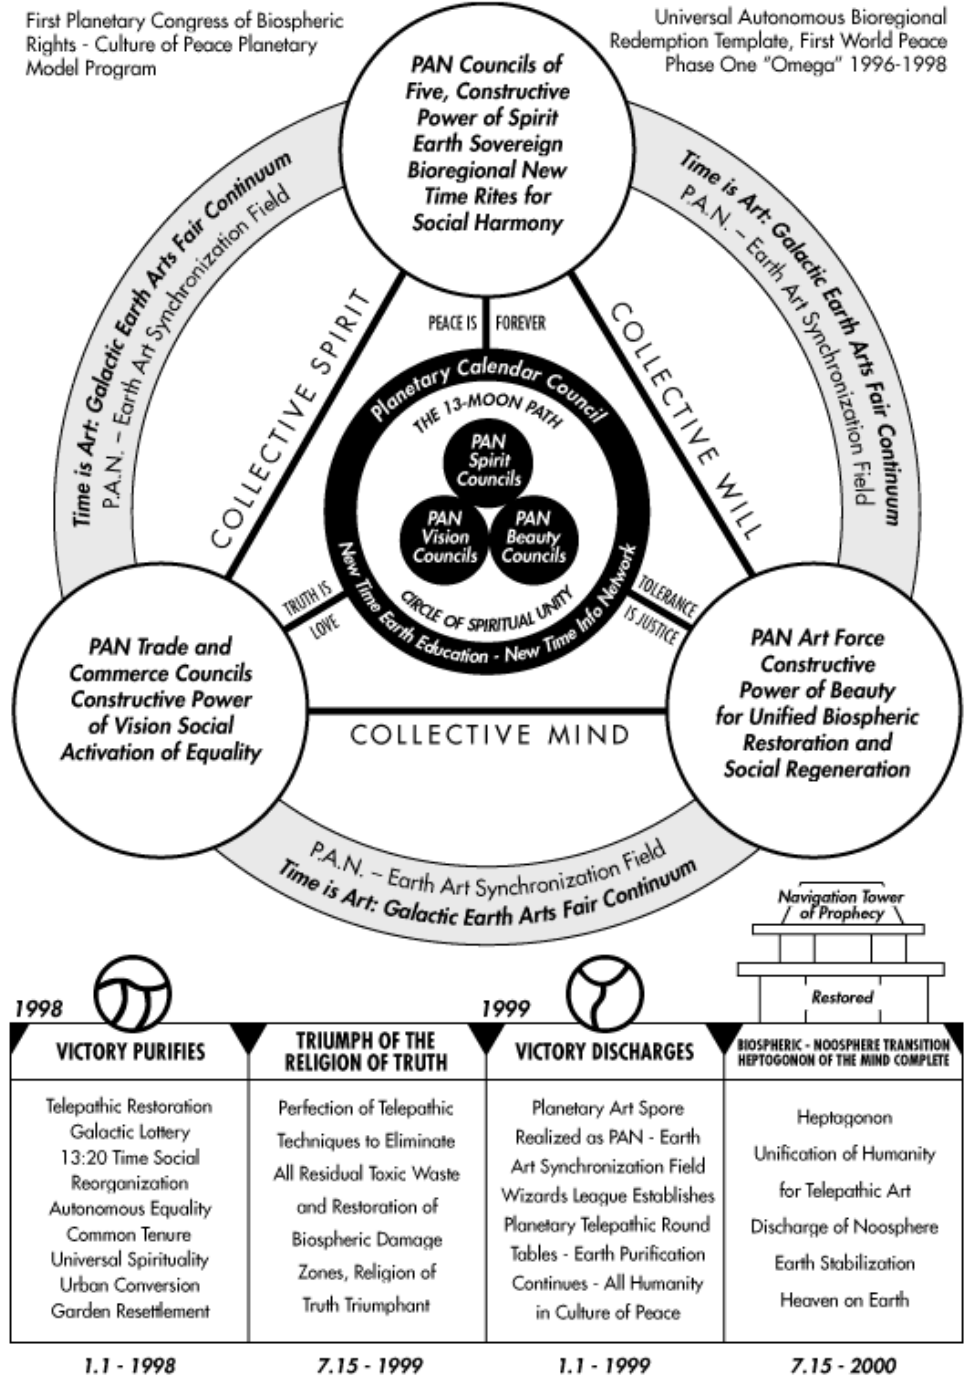 First Planetary Congress of Biospheric
Rights - Culture of Peace Planetary
Model Program
Universal Autonomous Bioregional
Redemption Template, First World Peace
Phase One "Omega" 1996-1998
PAN Councils of
Five, Constructive
Power of Spirit
Earth Sovereign
Bioregional New
Time Rites for
Social Harmony
Time is Art: Galactic Earth Arts Fair Continuum
P.A.N. – Earth Art Synchronization Field
Time is Art: Galactic Earth Arts Fair Continuum
P.A.N. – Earth Art Synchronization Field
COLLECTIVE SPIRIT
COLLECTIVE WILL
PEACE IS FOREVER
Planetary Calendar Council
THE 13-MOON PATH
PAN
Spirit
Councils
PAN
Vision
Councils
PAN
Beauty
Councils
CIRCLE OF SPIRITUAL UNITY
New Time Earth Education - New Time Info Network
TRUTH IS
LOVE
TOLERANCE
IS JUSTICE
PAN Trade and
Commerce Councils
Constructive Power
of Vision Social
Activation of Equality
PAN Art Force
Constructive
Power of Beauty
for Unified Biospheric
Restoration and
Social Regeneration
COLLECTIVE MIND
P.A.N. – Earth Art Synchronization Field
Time is Art: Galactic Earth Arts Fair Continuum
Navigation Tower
of Prophecy
Restored
1998
1999
VICTORY PURIFIES
Telepathic Restoration
Galactic Lottery
13:20 Time Social
Reorganization
Autonomous Equality
Common Tenure
Universal Spirituality
Urban Conversion
Garden Resettlement
1.1 - 1998
TRIUMPH OF THE
RELIGION OF TRUTH
Perfection of Telepathic
Techniques to Eliminate
All Residual Toxic Waste
and Restoration of
Biospheric Damage
Zones, Religion of
Truth Triumphant
7.15 - 1999
VICTORY DISCHARGES
Planetary Art Spore
Realized as PAN - Earth
Art Synchronization Field
Wizards League Establishes
Planetary Telepathic Round
Tables - Earth Purification
Continues - All Humanity
in Culture of Peace
1.1 - 1999
BIOSPHERIC - NOOSPHERE TRANSITION
HEPTOGONON OF THE MIND COMPLETE
Heptagonon
Unification of Humanity
for Telepathic Art
Discharge of Noosphere
Earth Stabilization
Heaven on Earth
7.15 - 2000